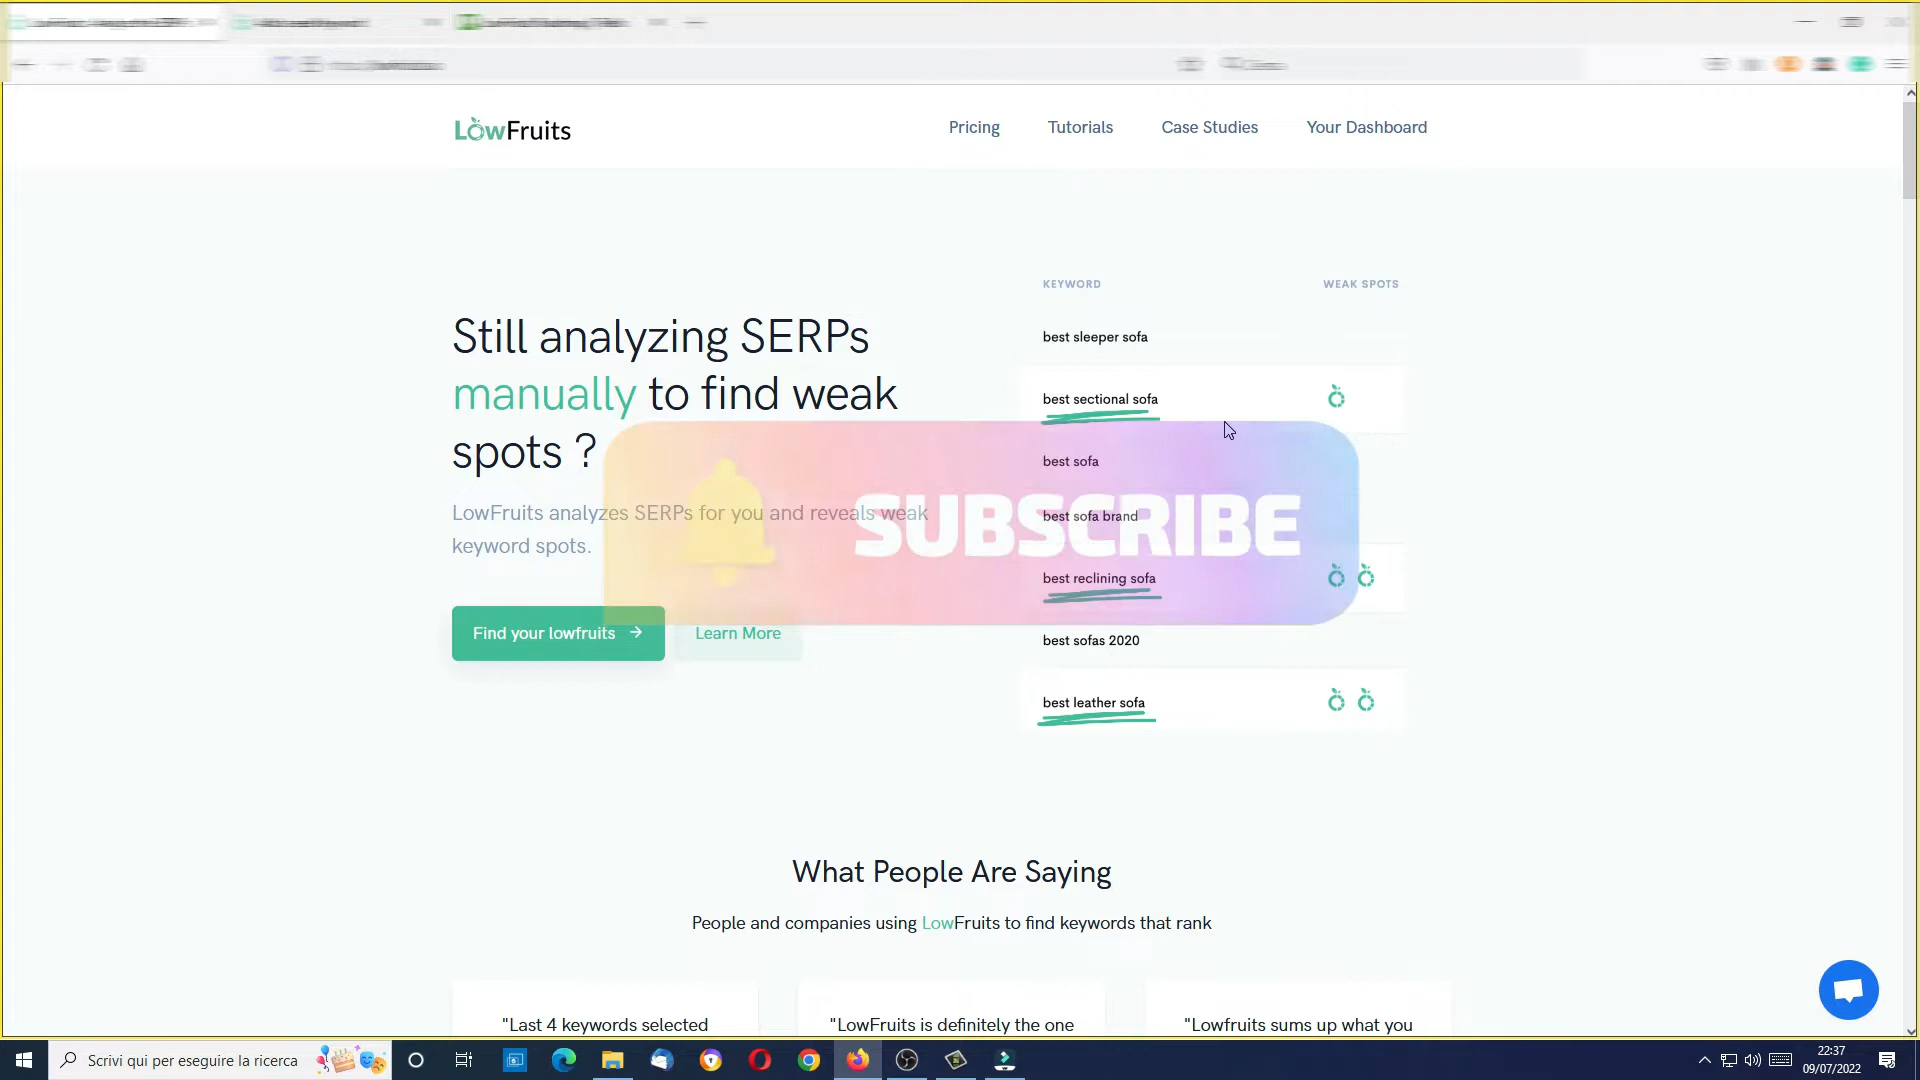 LowFruits
Pricing
Tutorials
Case Studies
Your Dashboard
Still analyzing SERPs
manually to find weak
spots ?
LowFruits analyzes SERPs for you and reveals weak
keyword spots.
Find your lowfruits
Learn More
KEYWORD
WEAK SPOTS
best sleeper sofa
best sectional sofa
best sofa
best sofa brand
best reclining sofa
best sofas 2020
best leather sofa
SUBSCRIBE
What People Are Saying
People and companies using LowFruits to find keywords that rank
"Last 4 keywords selected
"LowFruits is definitely the one
"Lowfruits sums up what you
Scrivi qui per eseguire la ricerca
22:37
09/07/2022